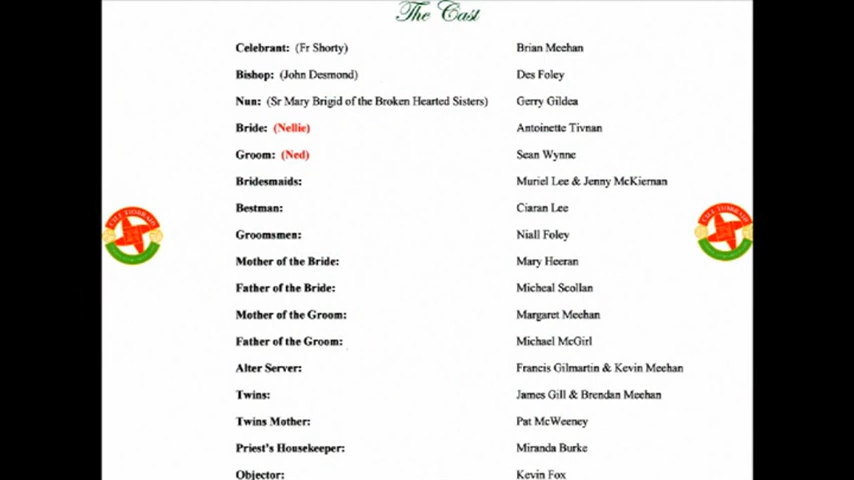 The Cast
Celebrant: (Fr Shorty) Brian Meehan
Bishop: (John Desmond) Des Foley
Nun: (Sr Mary Brigid of the Broken Hearted Sisters) Gerry Gildea
Bride: (Nellie) Antoinette Tivnan
Groom: (Ned) Sean Wynne
Bridesmaids: Muriel Lee & Jenny McKiernan
Bestman: Ciaran Lee
Groomsmen: Niall Foley
Mother of the Bride: Mary Heeran
Father of the Bride: Micheal Scollan
Mother of the Groom: Margaret Meehan
Father of the Groom: Michael McGirl
Alter Server: Francis Gilmartin & Kevin Meehan
Twins: James Gill & Brendan Meehan
Twins Mother: Pat McWeeney
Priest's Housekeeper: Miranda Burke
Objector: Kevin Fox